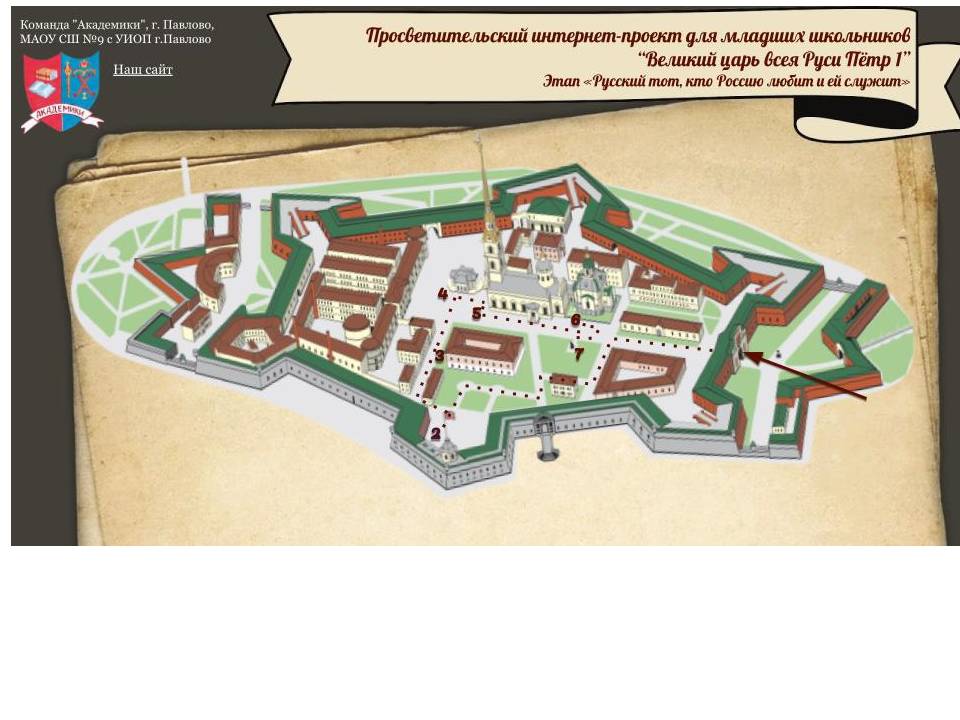 Команда "Академики", г. Павлово,
МАОУ СШ №9 с УИОП г.Павлово
Наш сайт
АКАДЕМИКИ
Просветительский интернет-проект для младших школьников
“Великий царь всея Руси Пётр 1”
Этап «Русский тот, кто Россию любит и ей служит»
4
5
6
3
7
2